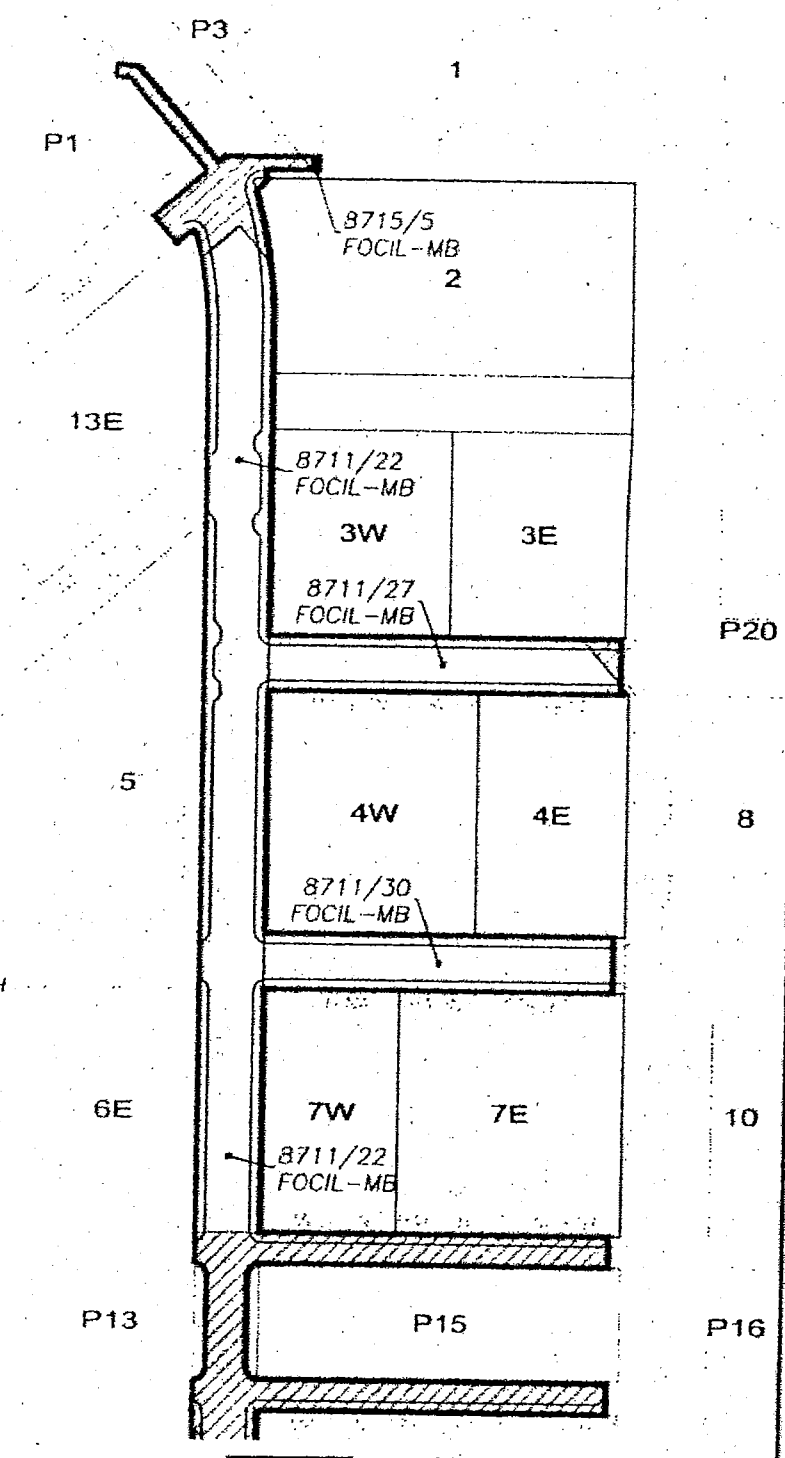 P3
1
P1
8715/5
FOCIL-MB
2
13E
8711/22
FOCIL-MB
3W
3E
8711/27
FOCIL-MB
P20
5
4W
4E
8
8711/30
FOCIL-MB
6E
7W
7E
10
8711/22
FOCIL-MB
P13
P15
P16